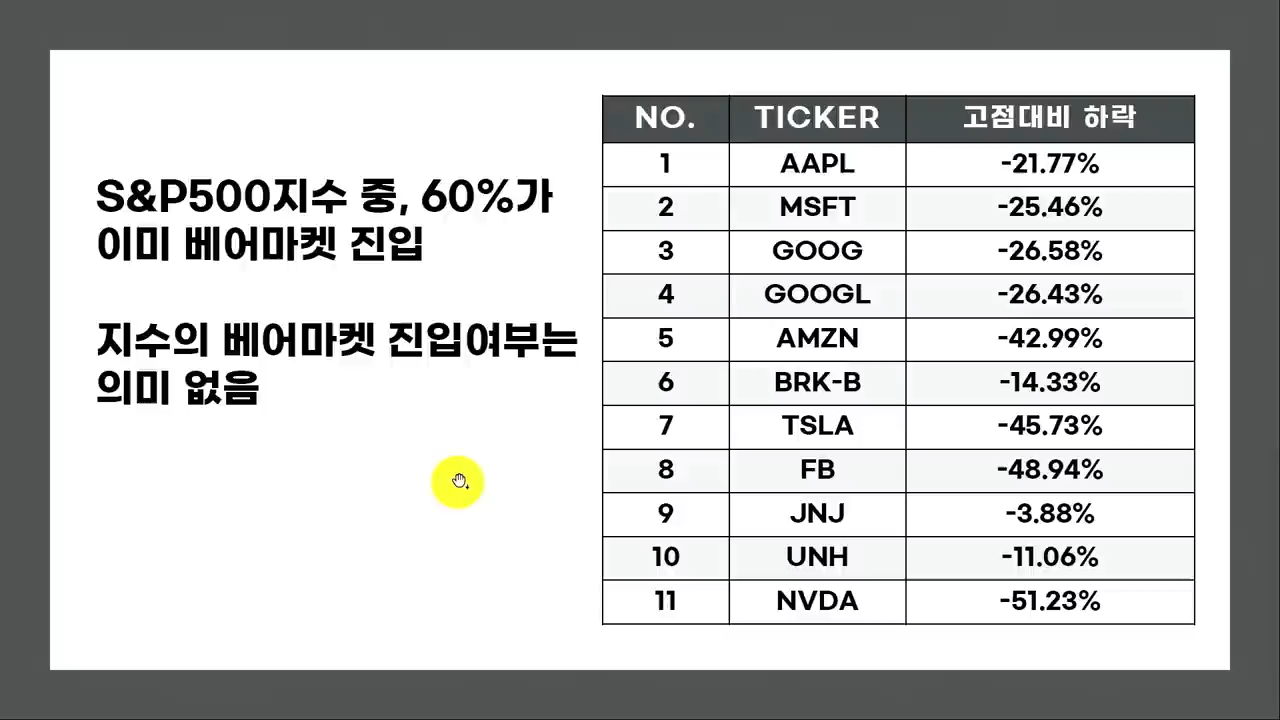 S&P500지수 중, 60%가
이미 베어마켓 진입
지수의 베어마켓 진입여부는
의미 없음
NO. TICKER 고점대비 하락
1 AAPL -21.77%
2 MSFT -25.46%
3 GOOG -26.58%
4 GOOGL -26.43%
5 AMZN -42.99%
6 BRK-B -14.33%
7 TSLA -45.73%
8 FB -48.94%
9 JNJ -3.88%
10 UNH -11.06%
11 NVDA -51.23%